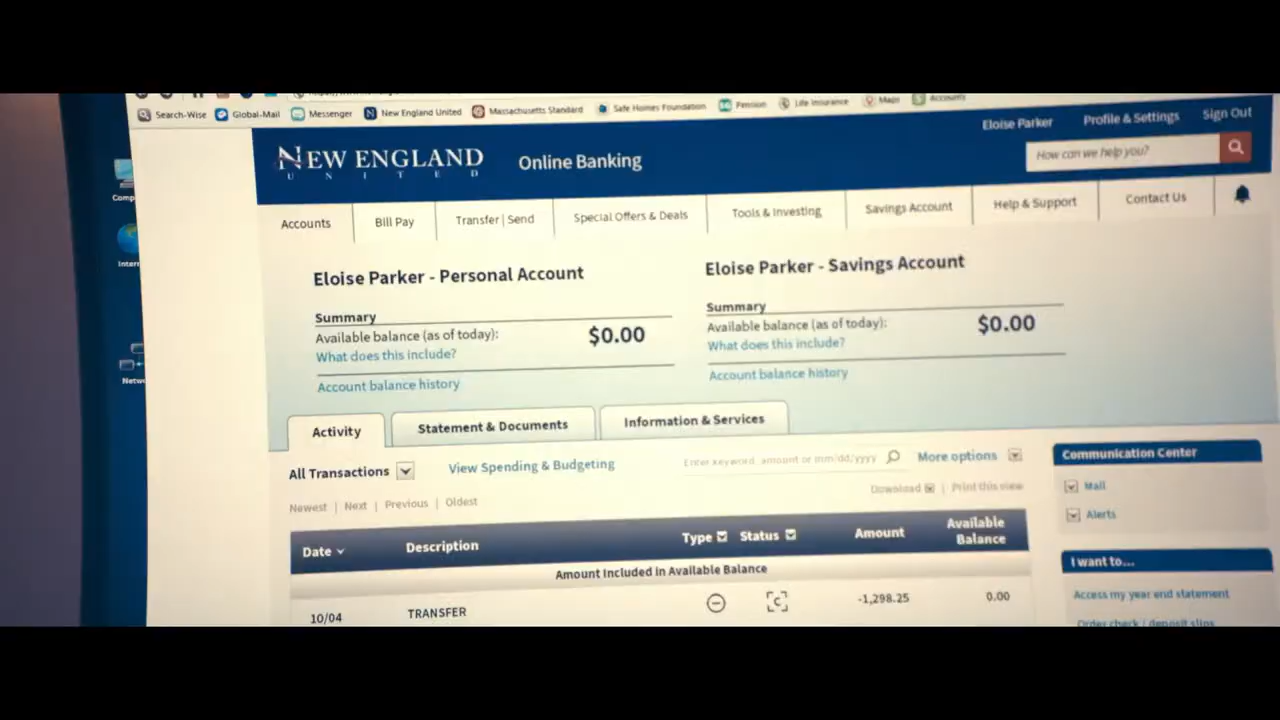 Search-Wise Global-Mail Messenger New England United Massachusetts Standard Safe Homes Foundation Pension Life Insurance Maps Accounts
Eloise Parker Profile & Settings Sign Out
NEW ENGLAND
UNITED
Online Banking
How can we help you?
Accounts Bill Pay Transfer | Send Special Offers & Deals Tools & Investing Savings Account Help & Support Contact Us
Eloise Parker - Personal Account
Summary
Available balance (as of today): $0.00
What does this include?
Account balance history
Eloise Parker - Savings Account
Summary
Available balance (as of today): $0.00
What does this include?
Account balance history
Activity Statement & Documents Information & Services
All Transactions View Spending & Budgeting Enter keyword, amount or mm/dd/yyyy More options
Download | Print this view
Newest | Next | Previous | Oldest
Date Description Type Status Amount Available Balance
Amount Included in Available Balance
10/04 TRANSFER C -1,298.25 0.00
Communication Center
Mail
Alerts
I want to...
Access my year end statement
Order check / deposit slips